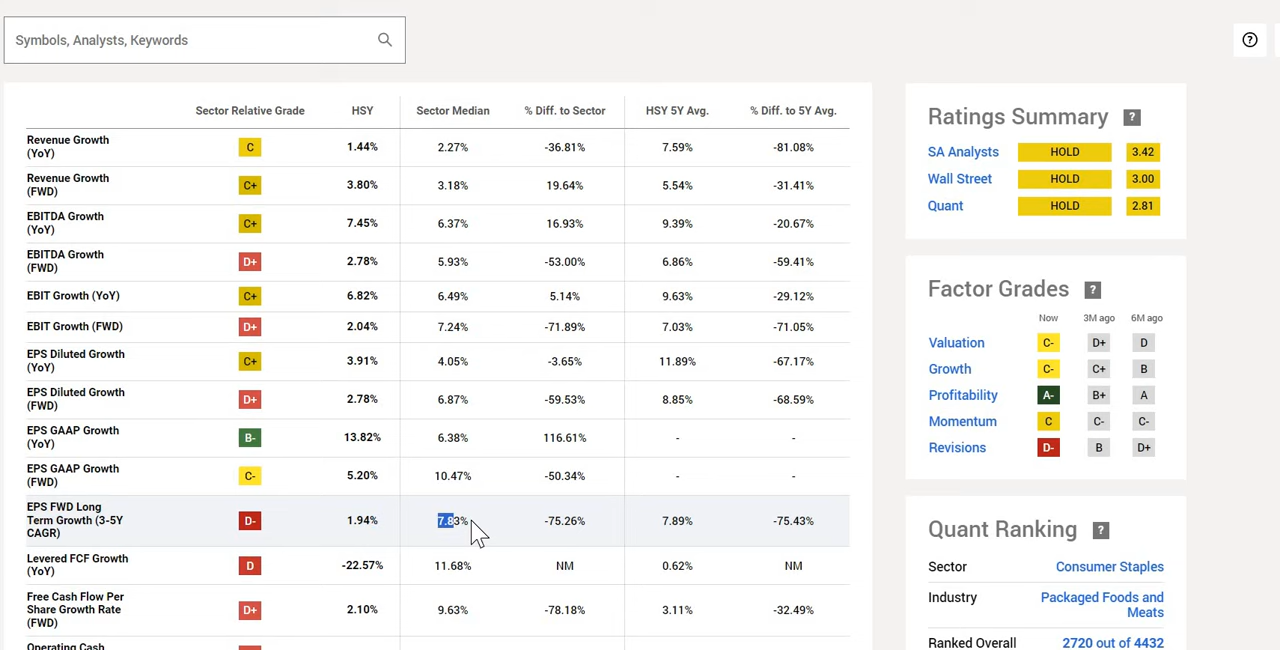 Symbols, Analysts, Keywords
Sector Relative Grade HSY Sector Median % Diff. to Sector HSY 5Y Avg. % Diff. to 5Y Avg.
Revenue Growth
(YoY) C 1.44% 2.27% -36.81% 7.59% -81.08%
Revenue Growth
(FWD) C+ 3.80% 3.18% 19.64% 5.54% -31.41%
EBITDA Growth
(YoY) C+ 7.45% 6.37% 16.93% 9.39% -20.67%
EBITDA Growth
(FWD) D+ 2.78% 5.93% -53.00% 6.86% -59.41%
EBIT Growth (YoY) C+ 6.82% 6.49% 5.14% 9.63% -29.12%
EBIT Growth (FWD) D+ 2.04% 7.24% -71.89% 7.03% -71.05%
EPS Diluted Growth
(YoY) C+ 3.91% 4.05% -3.65% 11.89% -67.17%
EPS Diluted Growth
(FWD) D+ 2.78% 6.87% -59.53% 8.85% -68.59%
EPS GAAP Growth
(YoY) B- 13.82% 6.38% 116.61% - -
EPS GAAP Growth
(FWD) C- 5.20% 10.47% -50.34% - -
EPS FWD Long
Term Growth (3-5Y D- 1.94% 7.83% -75.26% 7.89% -75.43%
CAGR)
Levered FCF Growth
(YoY) D -22.57% 11.68% NM 0.62% NM
Free Cash Flow Per
Share Growth Rate D+ 2.10% 9.63% -78.18% 3.11% -32.49%
(FWD)
Operating Cash
Ratings Summary ?
SA Analysts HOLD 3.42
Wall Street HOLD 3.00
Quant HOLD 2.81
Factor Grades ?
Now 3M ago 6M ago
Valuation C- D+ D
Growth C- C+ B
Profitability A- B+ A
Momentum C C- C-
Revisions D- B D+
Quant Ranking ?
Sector Consumer Staples
Industry Packaged Foods and
Meats
Ranked Overall 2720 out of 4432